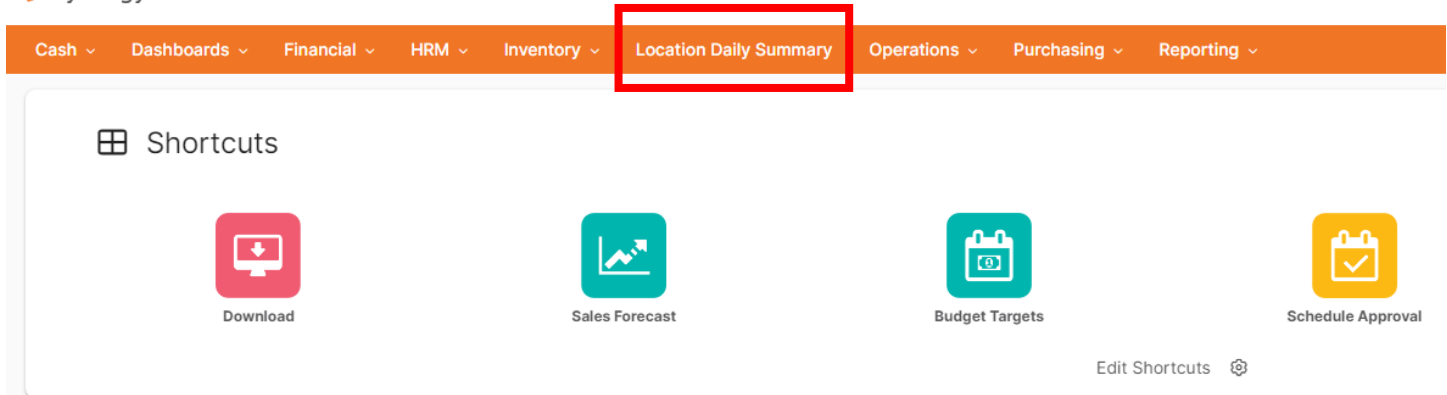 Cash Dashboards Financial HRM Inventory Location Daily Summary Operations Purchasing Reporting
Shortcuts
Download Sales Forecast Budget Targets Schedule Approval
Edit Shortcuts